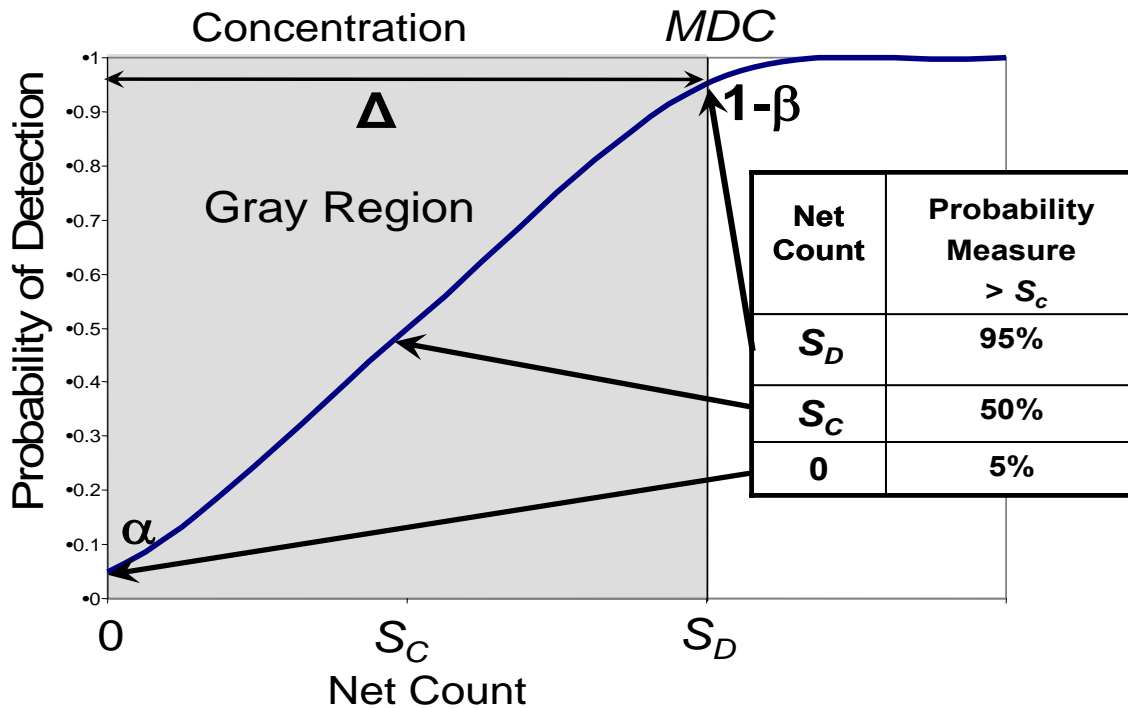 Concentration
MDC
Probability of Detection
•1
•0.9
•0.8
•0.7
•0.6
•0.5
•0.4
•0.3
•0.2
•0.1
•0
Δ
1-β
Gray Region
α
Net Count
Probability Measure > Sc
SD
95%
SC
50%
0
5%
0
SC
SD
Net Count